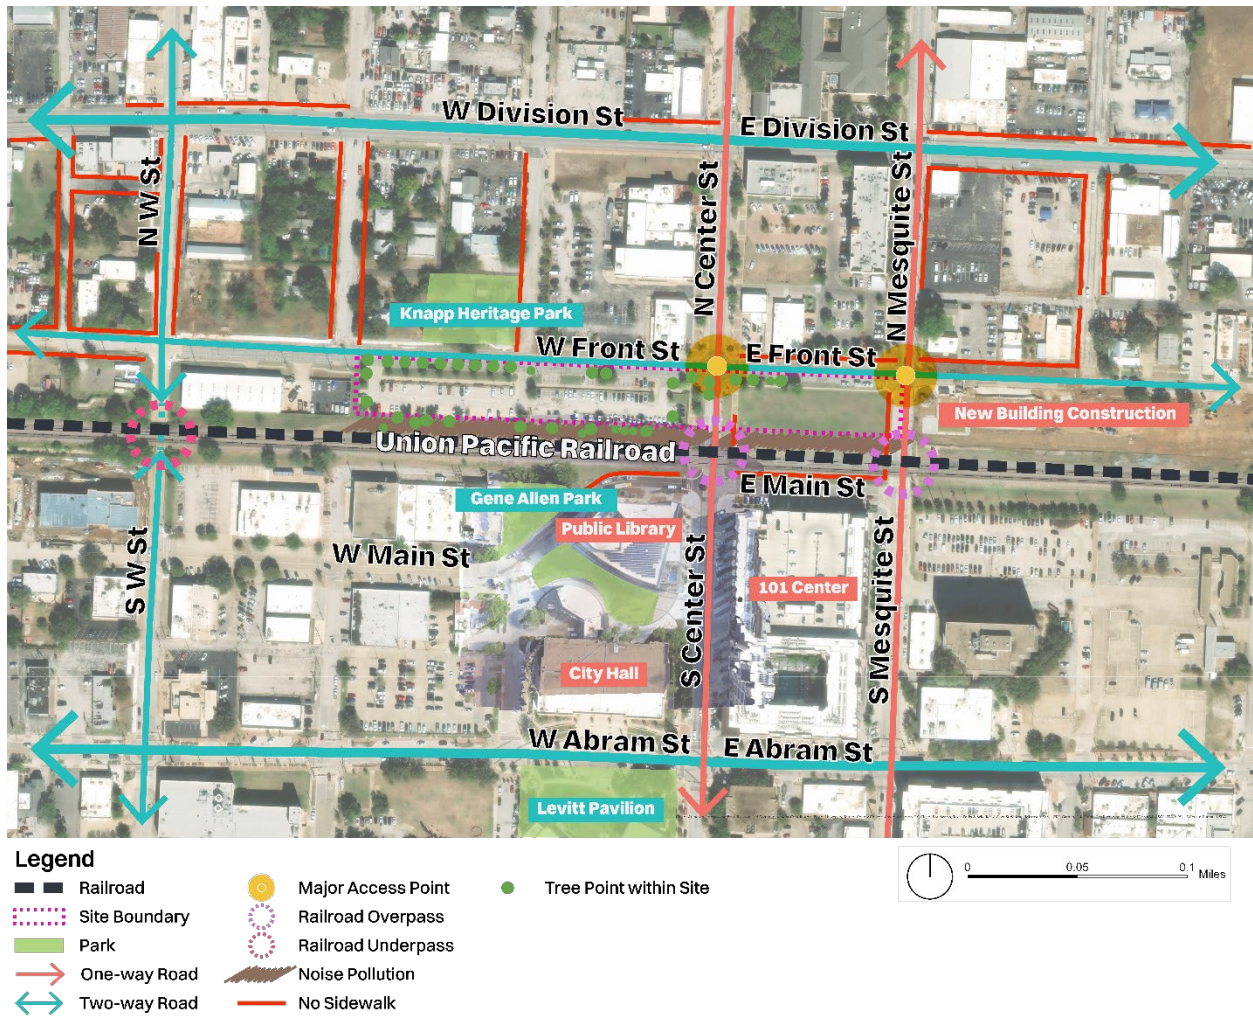 W Division St
E Division St
N W St
N Center St
N Mesquite St
Knapp Heritage Park
W Front St
E Front St
New Building Construction
Union Pacific Railroad
E Main St
Gene Allen Park
Public Library
W Main St
S W St
S Center St
101 Center
S Mesquite St
City Hall
W Abram St
E Abram St
Levitt Pavilion
Legend
Railroad
Site Boundary
Park
One-way Road
Two-way Road
Major Access Point
Railroad Overpass
Railroad Underpass
Noise Pollution
No Sidewalk
Tree Point within Site
0 0.05 0.1 Miles